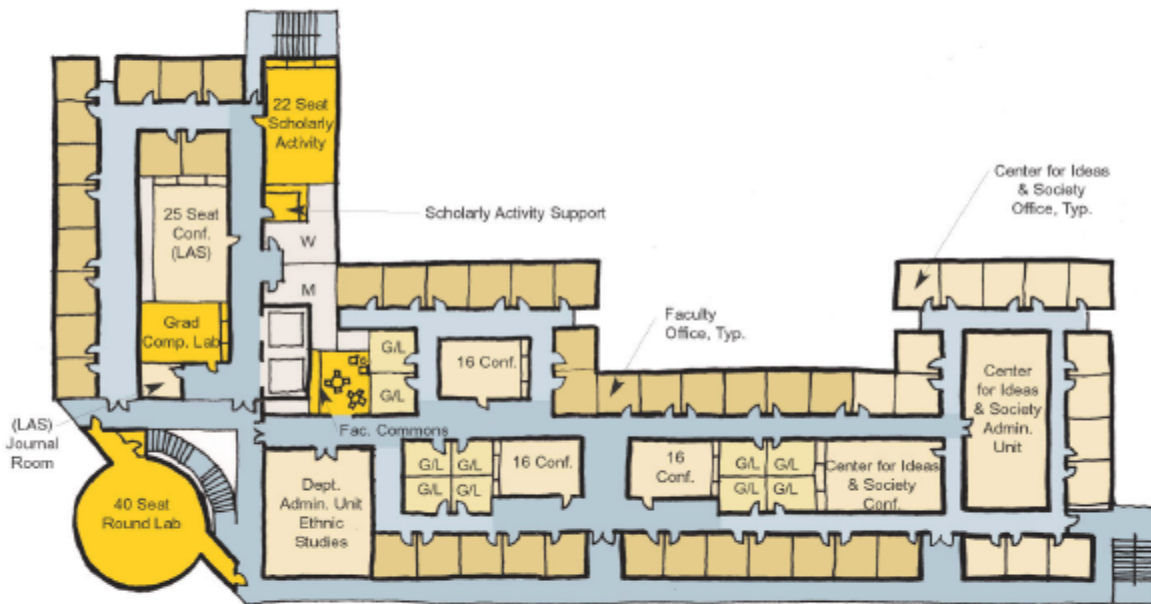 22 Seat
Scholarly
Activity
Center for Ideas
& Society
Office, Typ.
Scholarly Activity Support
25 Seat
Conf.
(LAS)
W
M
Grad
Comp. Lab
Faculty
Office, Typ.
G/L
16 Conf.
G/L
Center
for Ideas
& Society
Admin.
Unit
(LAS)
Journal
Room
Fac. Commons
G/L
G/L
16 Conf.
16
Conf.
G/L
G/L
Center for Ideas
& Society
Conf.
G/L
G/L
G/L
G/L
Dept.
Admin. Unit
Ethnic
Studies
40 Seat
Round Lab